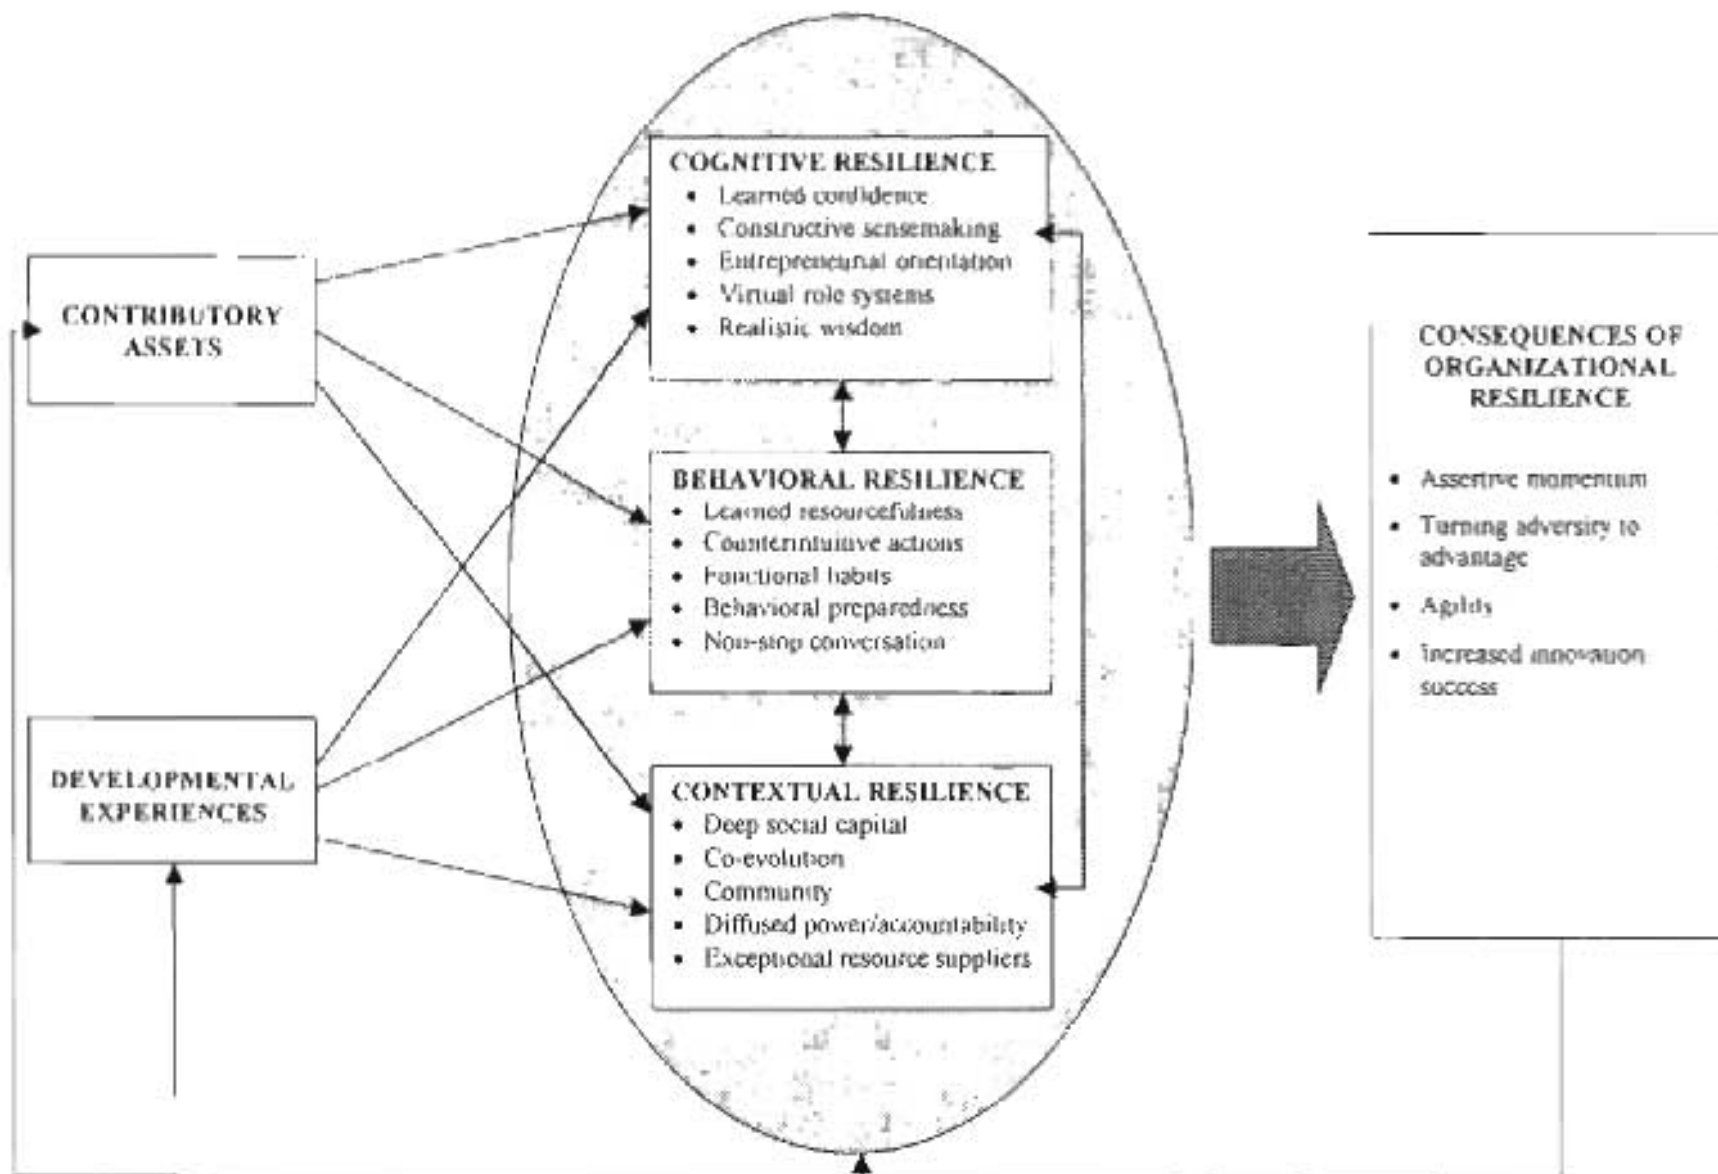 COGNITIVE RESILIENCE
• Learned confidence
• Constructive sensemaking
• Entrepreneurial orientation
• Virtual role systems
• Realistic wisdom
CONTRIBUTORY
ASSETS
BEHAVIORAL RESILIENCE
• Learned resourcefulness
• Counterintuitive actions
• Functional habits
• Behavioral preparedness
• Non-stop conversation
DEVELOPMENTAL
EXPERIENCES
CONTEXTUAL RESILIENCE
• Deep social capital
• Co-evolution
• Community
• Diffused power/accountability
• Exceptional resource suppliers
CONSEQUENCES OF
ORGANIZATIONAL
RESILIENCE
• Assertive momentum
• Turning adversity to
advantage
• Agility
• Increased innovation
success